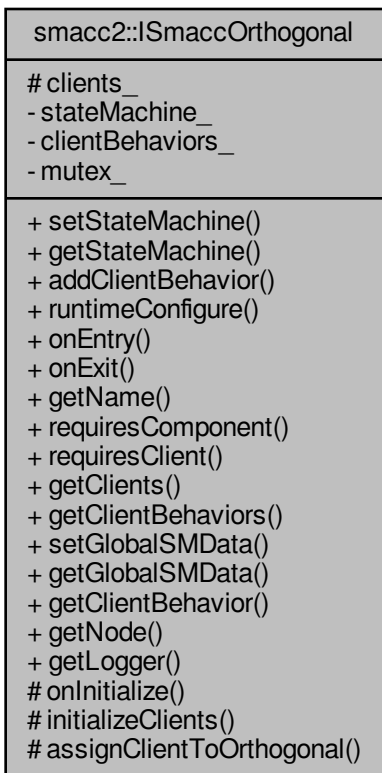 smacc2::ISmaccOrthogonal
# clients_
- stateMachine_
- clientBehaviors_
- mutex_
+ setStateMachine()
+ getStateMachine()
+ addClientBehavior()
+ runtimeConfigure()
+ onEntry()
+ onExit()
+ getName()
+ requiresComponent()
+ requiresClient()
+ getClients()
+ getClientBehaviors()
+ setGlobalSMData()
+ getGlobalSMData()
+ getClientBehavior()
+ getNode()
+ getLogger()
# onInitialize()
# initializeClients()
# assignClientToOrthogonal()